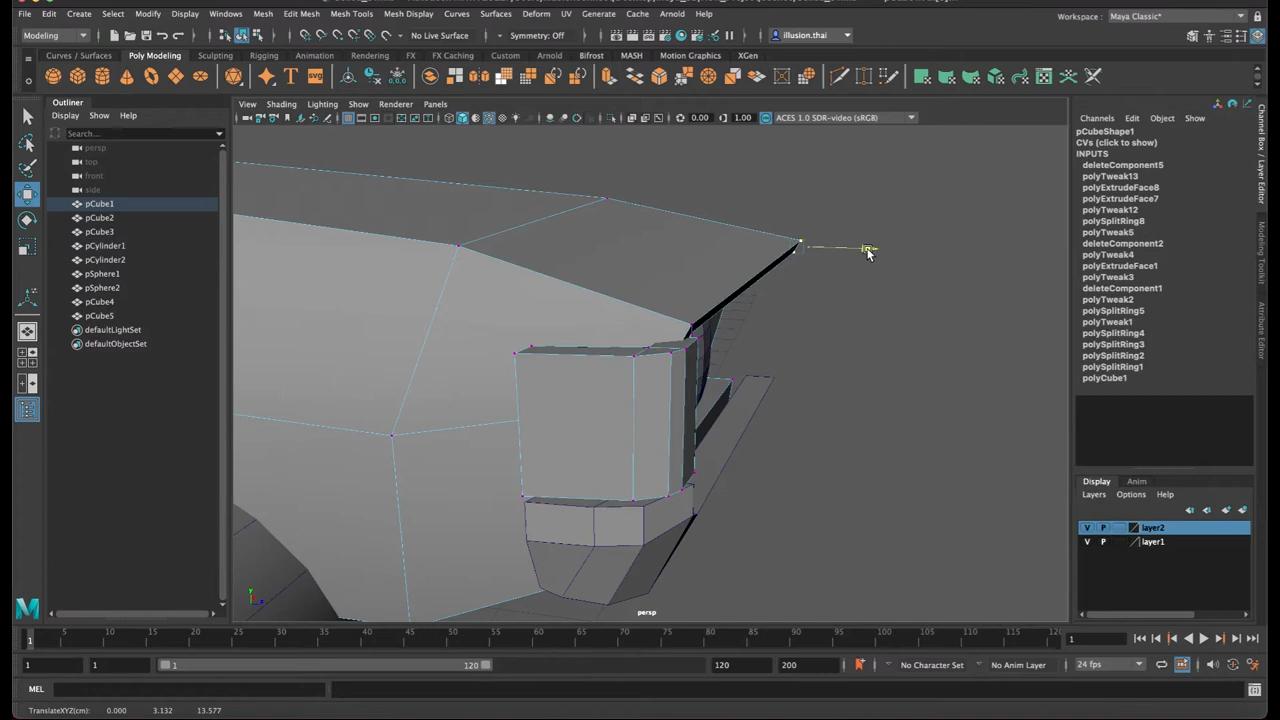 Workspace : Maya Classic*
File Edit Create Select Modify Display Windows Mesh Edit Mesh Mesh Tools Mesh Display Curves Surfaces Deform UV Generate Cache Arnold Help
Modeling No Live Surface Symmetry: Off illusion.thai
Curves / Surfaces Poly Modeling Sculpting Rigging Animation Rendering FX FX Caching Custom Arnold Bifrost MASH Motion Graphics XGen
Outliner
Display Show Help
Search....
persp
top
front
side
pCube1
pCube2
pCube3
pCylinder1
pCylinder2
pSphere1
pSphere2
pCube4
pCube5
defaultLightSet
defaultObjectSet
View Shading Lighting Show Renderer Panels
0.00 1.00 ACES 1.0 SDR-video (sRGB)
persp
Channels Edit Object Show
pCubeShape1
CVs (click to show)
INPUTS
deleteComponent5
polyTweak13
polyExtrudeFace8
polyExtrudeFace7
polyTweak12
polySplitRing8
polyTweak5
deleteComponent2
polyTweak4
polyExtrudeFace1
polyTweak3
deleteComponent1
polyTweak2
polySplitRing5
polyTweak1
polySplitRing4
polySplitRing3
polySplitRing2
polySplitRing1
polyCube1
Display Anim
Layers Options Help
V P layer2
V P layer1
Channel Box / Layer Editor
Modeling Toolkit
Attribute Editor
5 10 15 20 25 30 35 40 45 50 55 60 65 70 75 80 85 90 95 100 105 110 115 120
1
1 1 1 120 120 200 No Character Set No Anim Layer 24 fps
MEL
TranslateXYZ(cm): 0.000 3.132 13.577